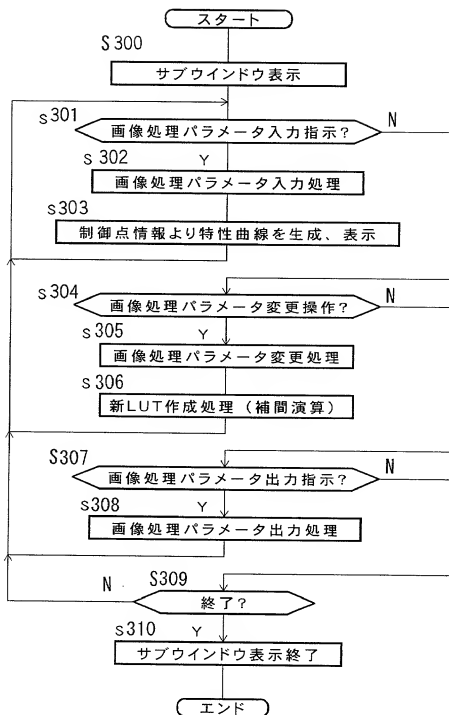 スタート
S300
サブウインドウ表示
s301
画像処理パラメータ入力指示?
N
s302
Y
画像処理パラメータ入力処理
s303
制御点情報より特性曲線を生成、表示
s304
画像処理パラメータ変更操作?
N
s305
Y
画像処理パラメータ変更処理
s306
新LUT作成処理（補間演算）
S307
画像処理パラメータ出力指示?
N
s308
Y
画像処理パラメータ出力処理
N
S309
終了?
s310
Y
サブウインドウ表示終了
エンド